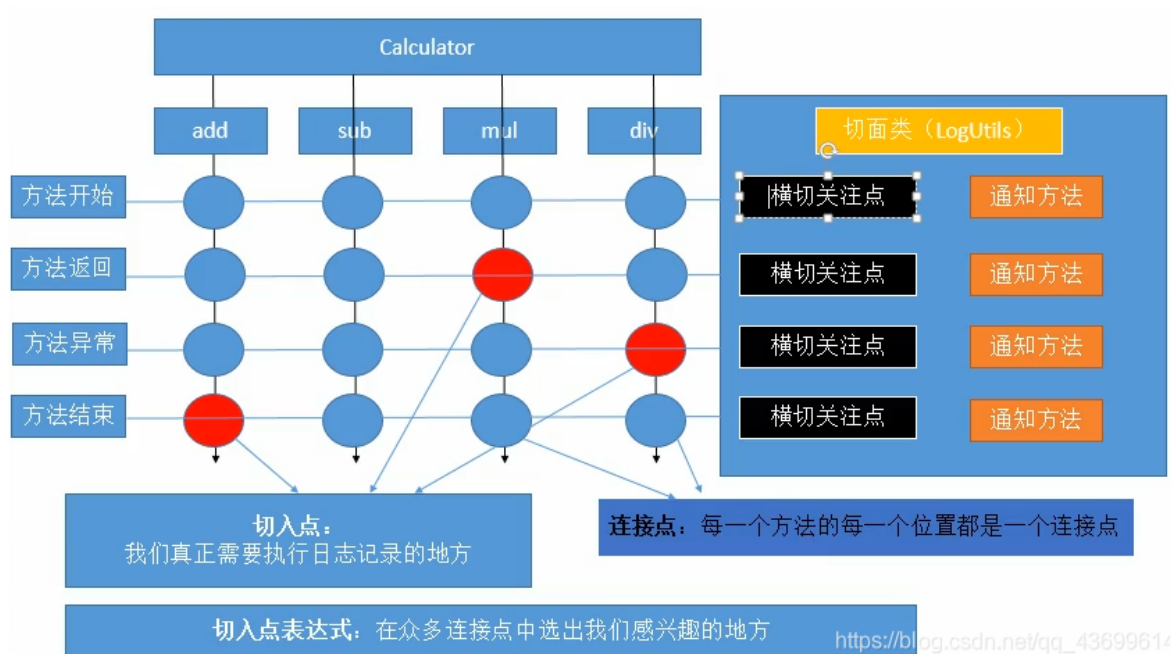 Calculator
add
sub
mul
div
切面类（LogUtils）
方法开始
横切关注点
通知方法
方法返回
横切关注点
通知方法
方法异常
横切关注点
通知方法
方法结束
横切关注点
通知方法
切入点：
我们真正需要执行日志记录的地方
连接点：每一个方法的每一个位置都是一个连接点
切入点表达式：在众多连接点中选出我们感兴趣的地方
https://blog.csdn.net/qq_43699614